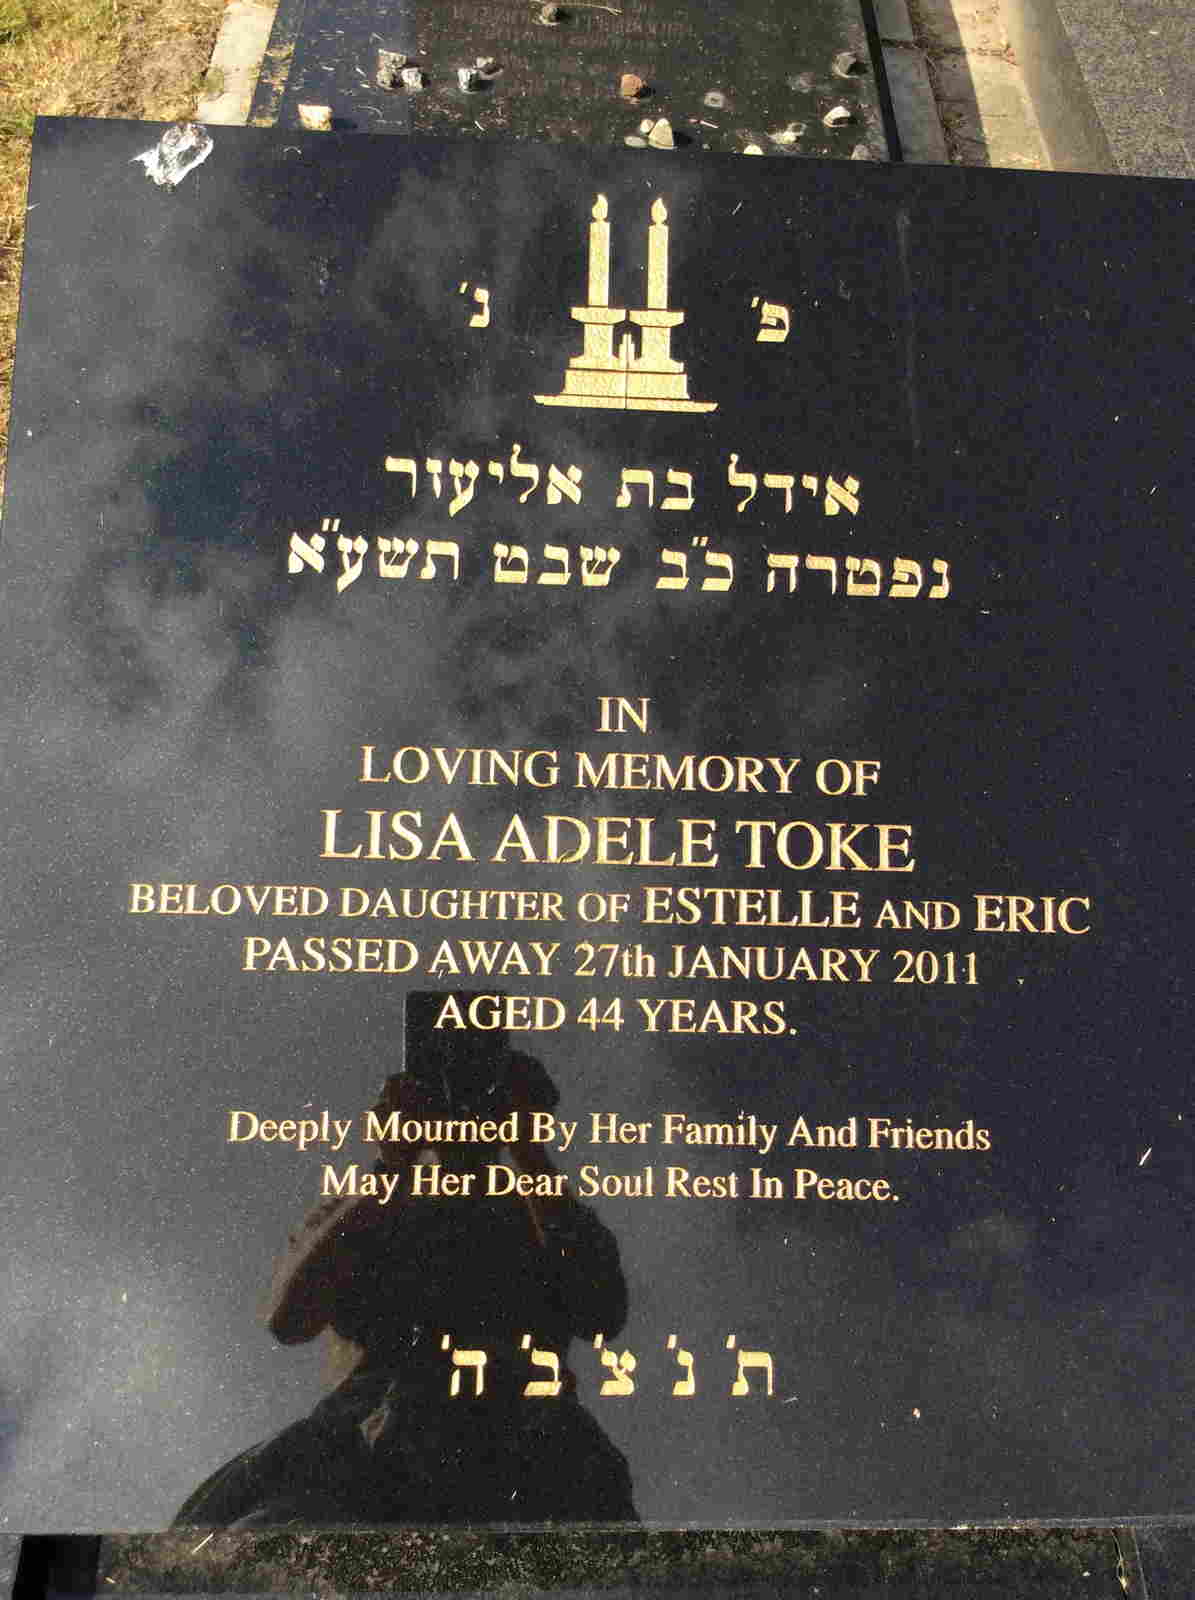 פ' נ'
אידל בת אליעזר
נפטרה כ"ב שבט תשע"א
IN
LOVING MEMORY OF
LISA ADELE TOKE
BELOVED DAUGHTER OF ESTELLE AND ERIC
PASSED AWAY 27th JANUARY 2011
AGED 44 YEARS.
Deeply Mourned By Her Family And Friends
May Her Dear Soul Rest In Peace.
ת' נ' צ' ב' ה'